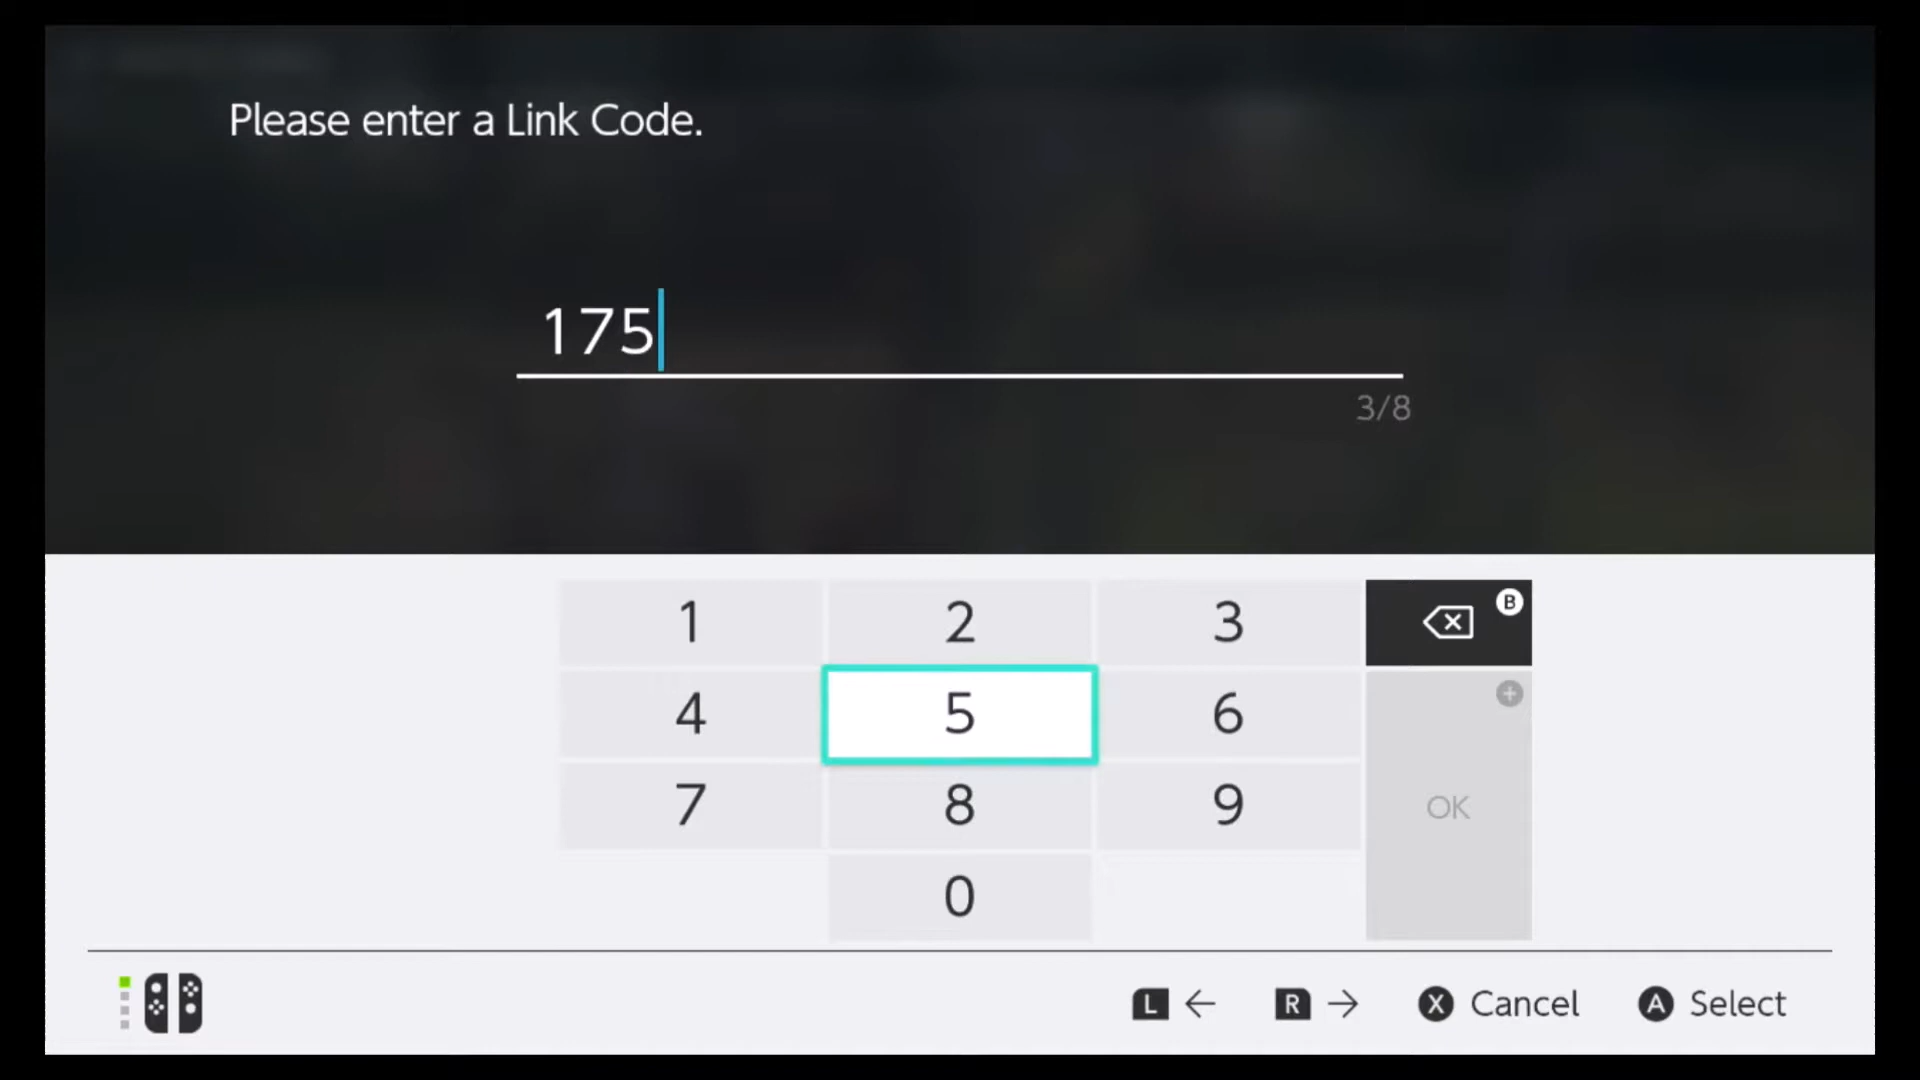 Please enter a Link Code.
175
3/8
1 2 3 B
4 5 6 +
7 8 9 OK
0
L ← R → X Cancel A Select